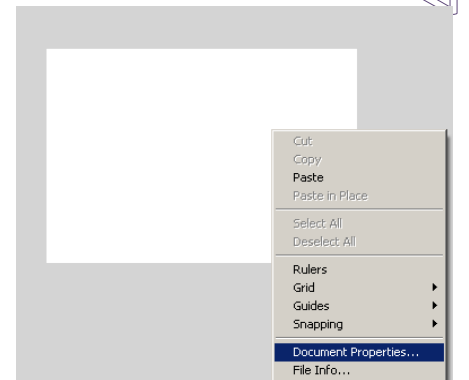 Cut
Copy
Paste
Paste in Place
Select All
Deselect All
Rulers
Grid
Guides
Snapping
Document Properties...
File Info...